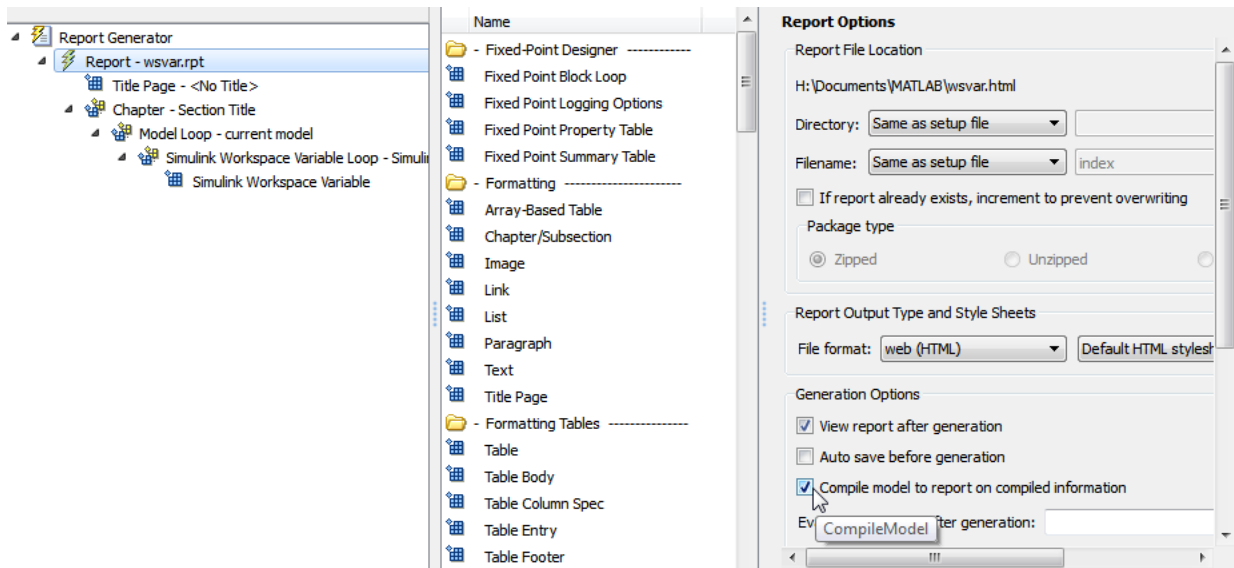 Report Generator
Report - wsvar.rpt
Title Page - <No Title>
Chapter - Section Title
Model Loop - current model
Simulink Workspace Variable Loop - Simuli
Simulink Workspace Variable
Name
- Fixed-Point Designer ------------
Fixed Point Block Loop
Fixed Point Logging Options
Fixed Point Property Table
Fixed Point Summary Table
- Formatting ----------------------
Array-Based Table
Chapter/Subsection
Image
Link
List
Paragraph
Text
Title Page
- Formatting Tables ---------------
Table
Table Body
Table Column Spec
Table Entry
Table Footer
Report Options
Report File Location
H:\Documents\MATLAB\wsvar.html
Directory: Same as setup file
Filename: Same as setup file index
If report already exists, increment to prevent overwriting
Package type
Zipped Unzipped
Report Output Type and Style Sheets
File format: web (HTML) Default HTML stylesh
Generation Options
View report after generation
Auto save before generation
Compile model to report on compiled information
Ev ter generation:
CompileModel